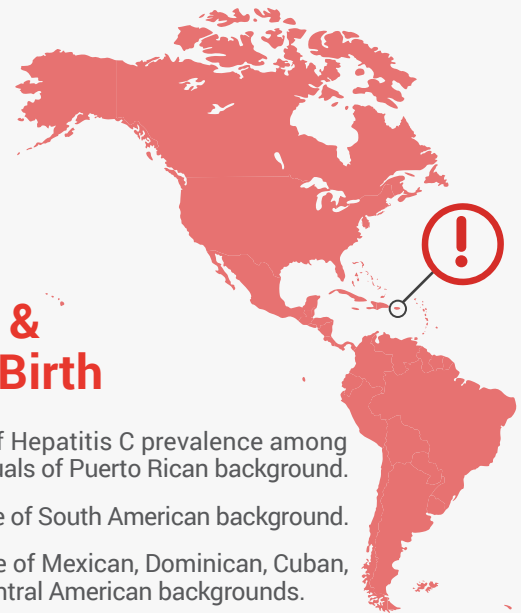 &
Birth
f Hepatitis C prevalence among
uals of Puerto Rican background.
e of South American background.
e of Mexican, Dominican, Cuban,
ntral American backgrounds.
!